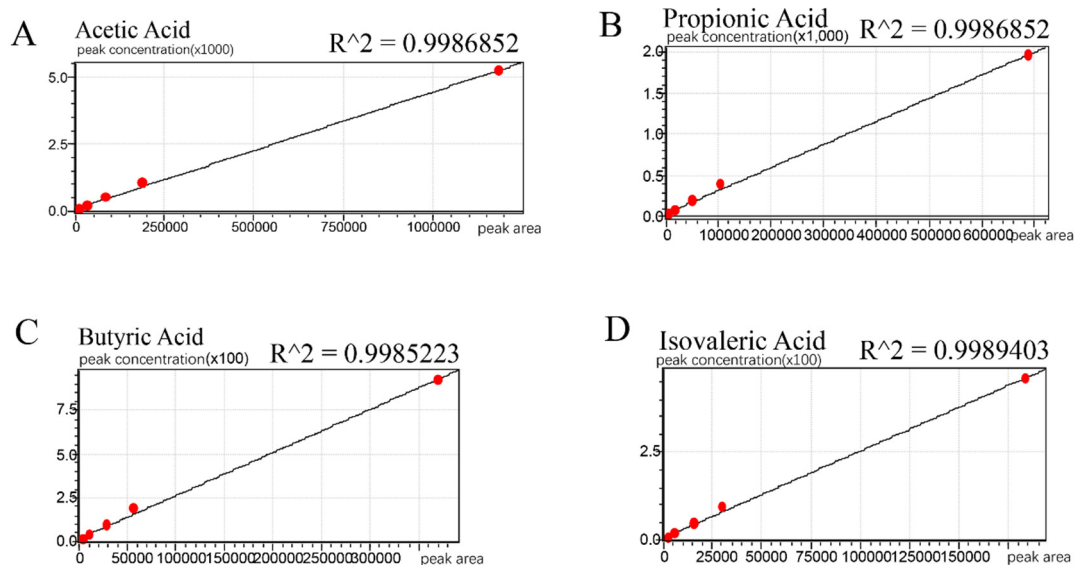 A
Acetic Acid
peak concentration(x1000)
R^2 = 0.9986852
5.0
2.5
0.0
0 250000 500000 750000 1000000 peak area
B
Propionic Acid
peak concentration(x1,000)
R^2 = 0.9986852
2.0
1.5
1.0
0.5
0.0
0 100000 200000 300000 400000 500000 600000 peak area
C
Butyric Acid
peak concentration(x100)
R^2 = 0.9985223
7.5
5.0
2.5
0.0
0 50000 100000 150000 200000 250000 300000 peak area
D
Isovaleric Acid
peak concentration(x100)
R^2 = 0.9989403
2.5
0.0
0 25000 50000 75000 100000 125000 150000 peak area